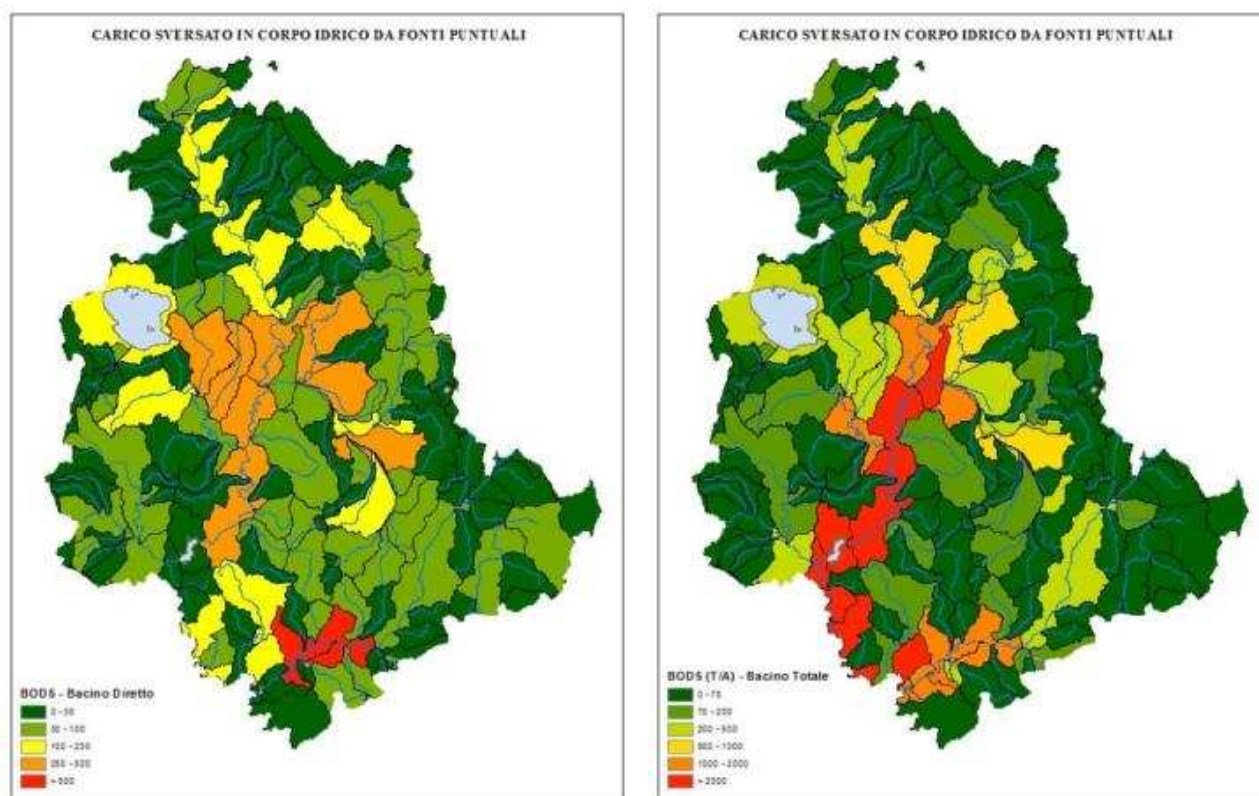 CARICO SVERSATO IN CORPO IDRICO DA FONTI PUNTUALI
BOD5 - Bacino Diretto
0 - 50
50 - 100
100 - 250
250 - 500
> 500
CARICO SVERSATO IN CORPO IDRICO DA FONTI PUNTUALI
BOD5 (T/A) - Bacino Totale
0 - 75
75 - 200
200 - 500
500 - 1000
1000 - 2000
> 2000